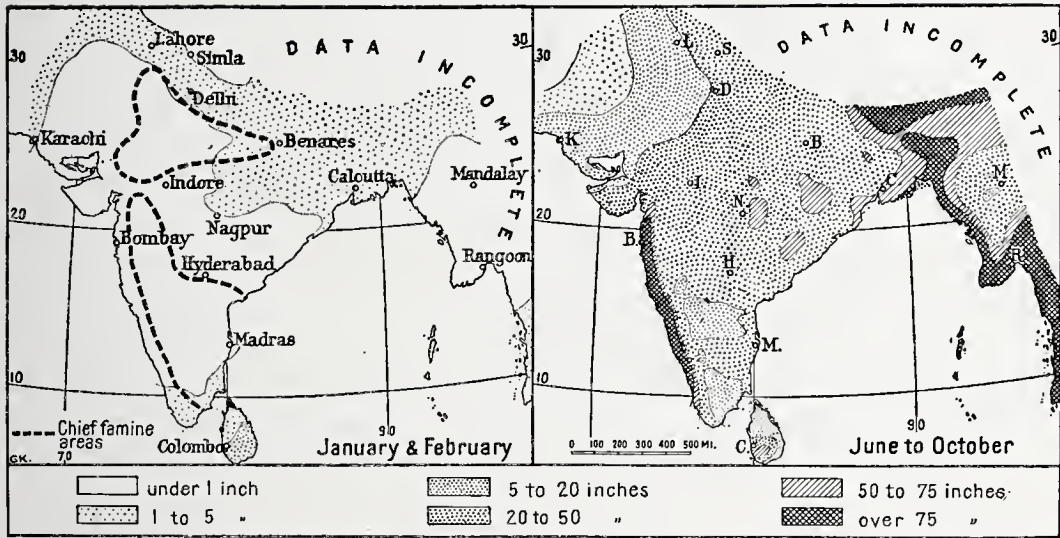 DATA INCOMPLETE
30
Lahore
Simla
Delhi
Karachi
Benares
Indore
Calcutta
Mandalay
20
Nagpur
Bombay
Hyderabad
Rangoon
Madras
10
Chief famine
areas
Colombo
90
January & February
GK.
70
DATA INCOMPLETE
30
L.
S.
D.
K.
B.
I.
C.
M.
N.
20
B.
H.
R.
M.
10
90
0 100 200 300 400 500 MI.
C.
June to October
under 1 inch
5 to 20 inches
50 to 75 inches.
1 to 5 "
20 to 50 "
over 75 "